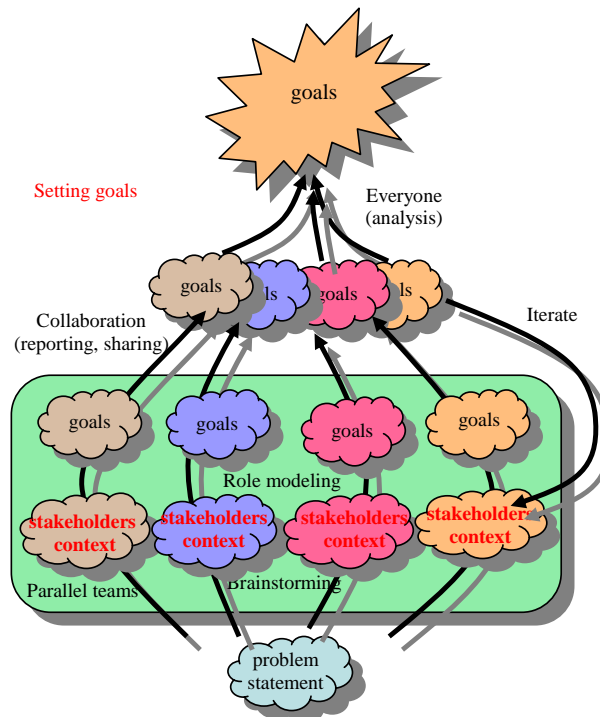 goals
Setting goals
Everyone
(analysis)
goals
ls
goals
ls
Collaboration
(reporting, sharing)
Iterate
goals
goals
goals
goals
Role modeling
stakeholders
context
stakeholders
context
stakeholders
context
stakeholders
context
Parallel teams
Brainstorming
problem
statement